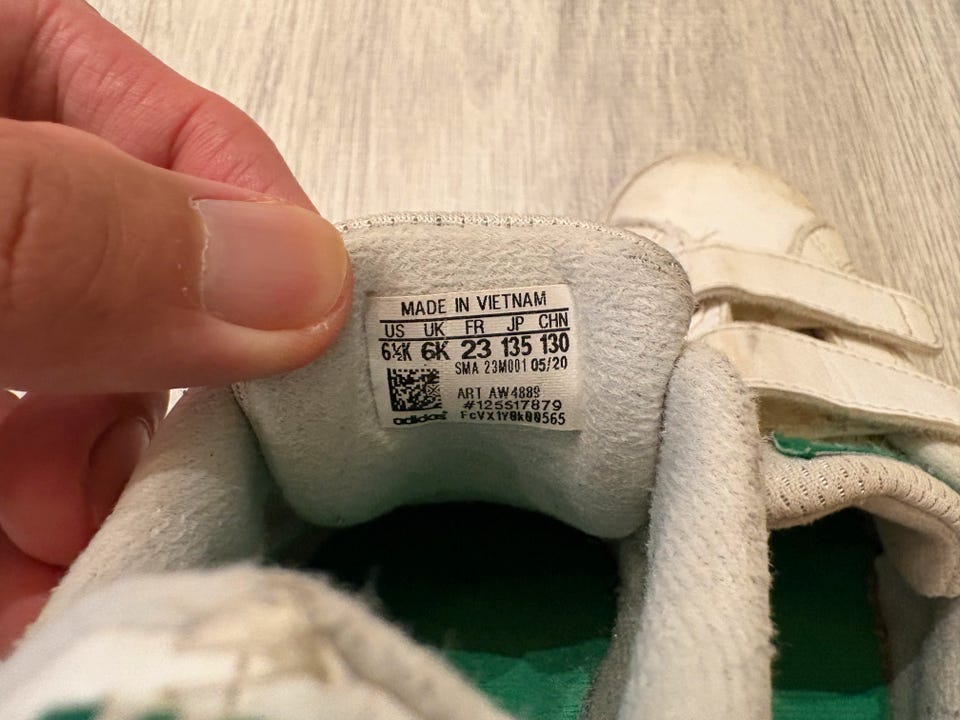 MADE IN VIETNAM
US UK FR JP CHN
6½K 6K 23 135 130
SMA 23M001 05/20
ART AW4889
#125517879
adidas FcVX1Y0k00565